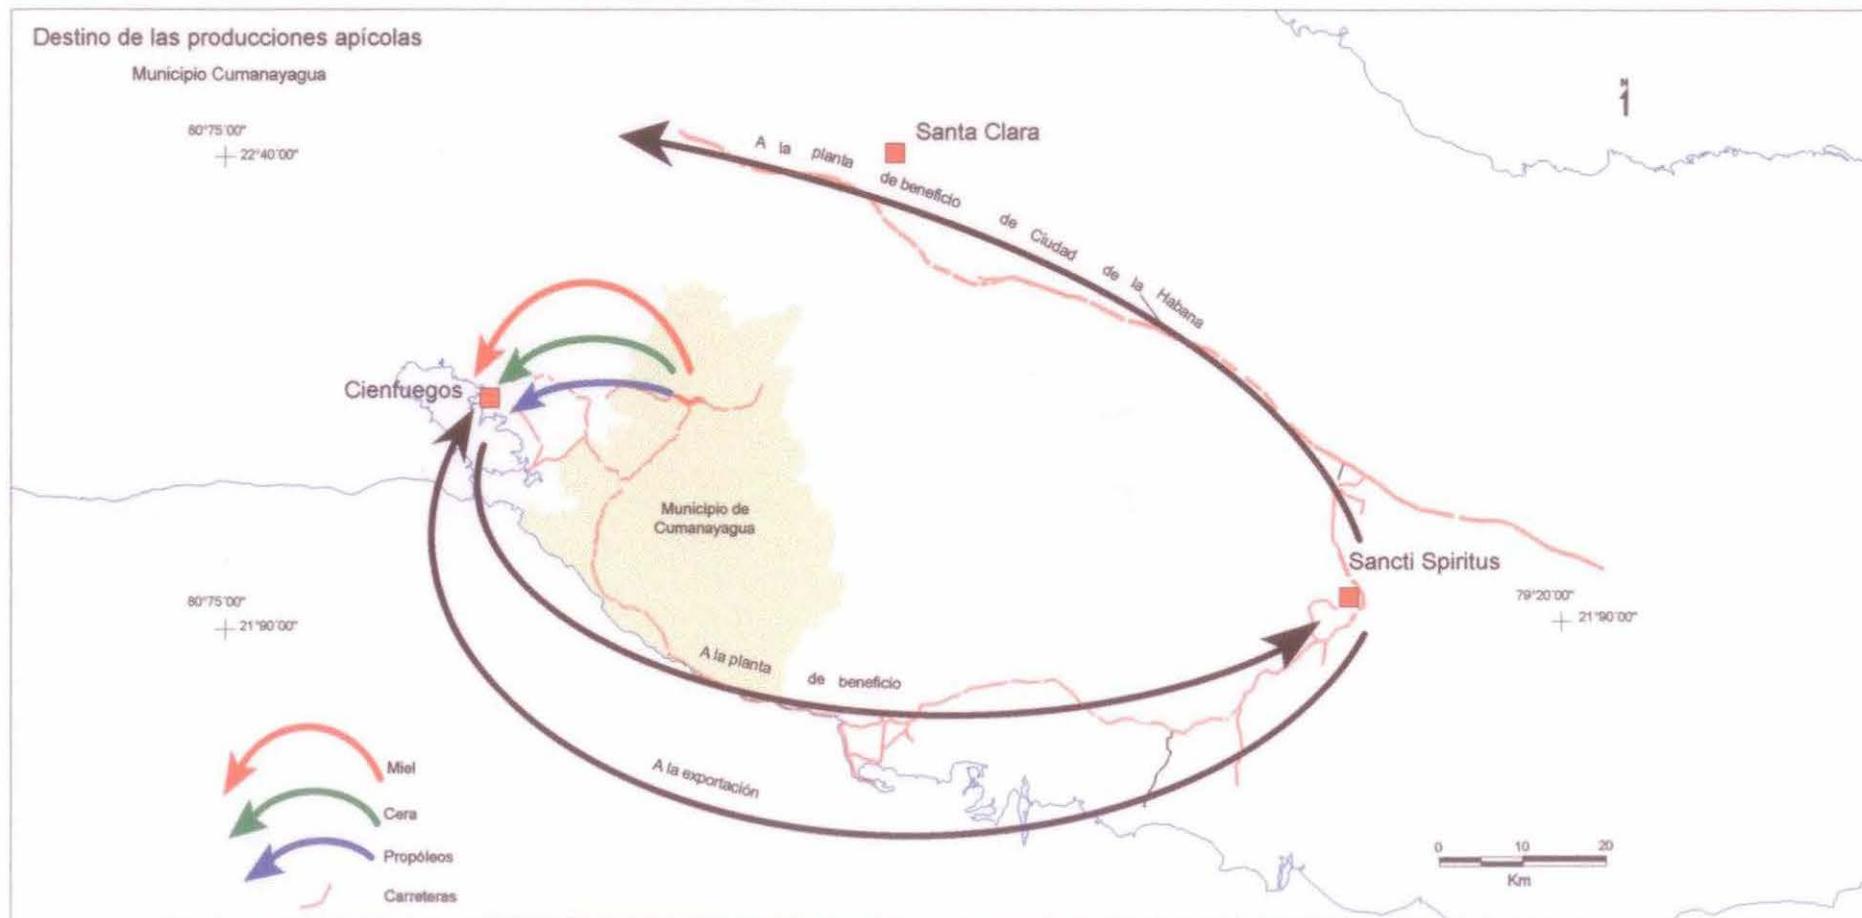 Destino de las producciones apícolas
Municipio Cumanayagua
N
80°75´00"
22°40´00"
Santa Clara
A la planta de beneficio de Ciudad de la Habana
Cienfuegos
Municipio de
Cumanayagua
Sancti Spiritus
80°75´00"
21°90´00"
79°20´00"
21°90´00"
A la planta de beneficio
A la exportación
Miel
Cera
Propóleos
Carreteras
0 10 20
Km